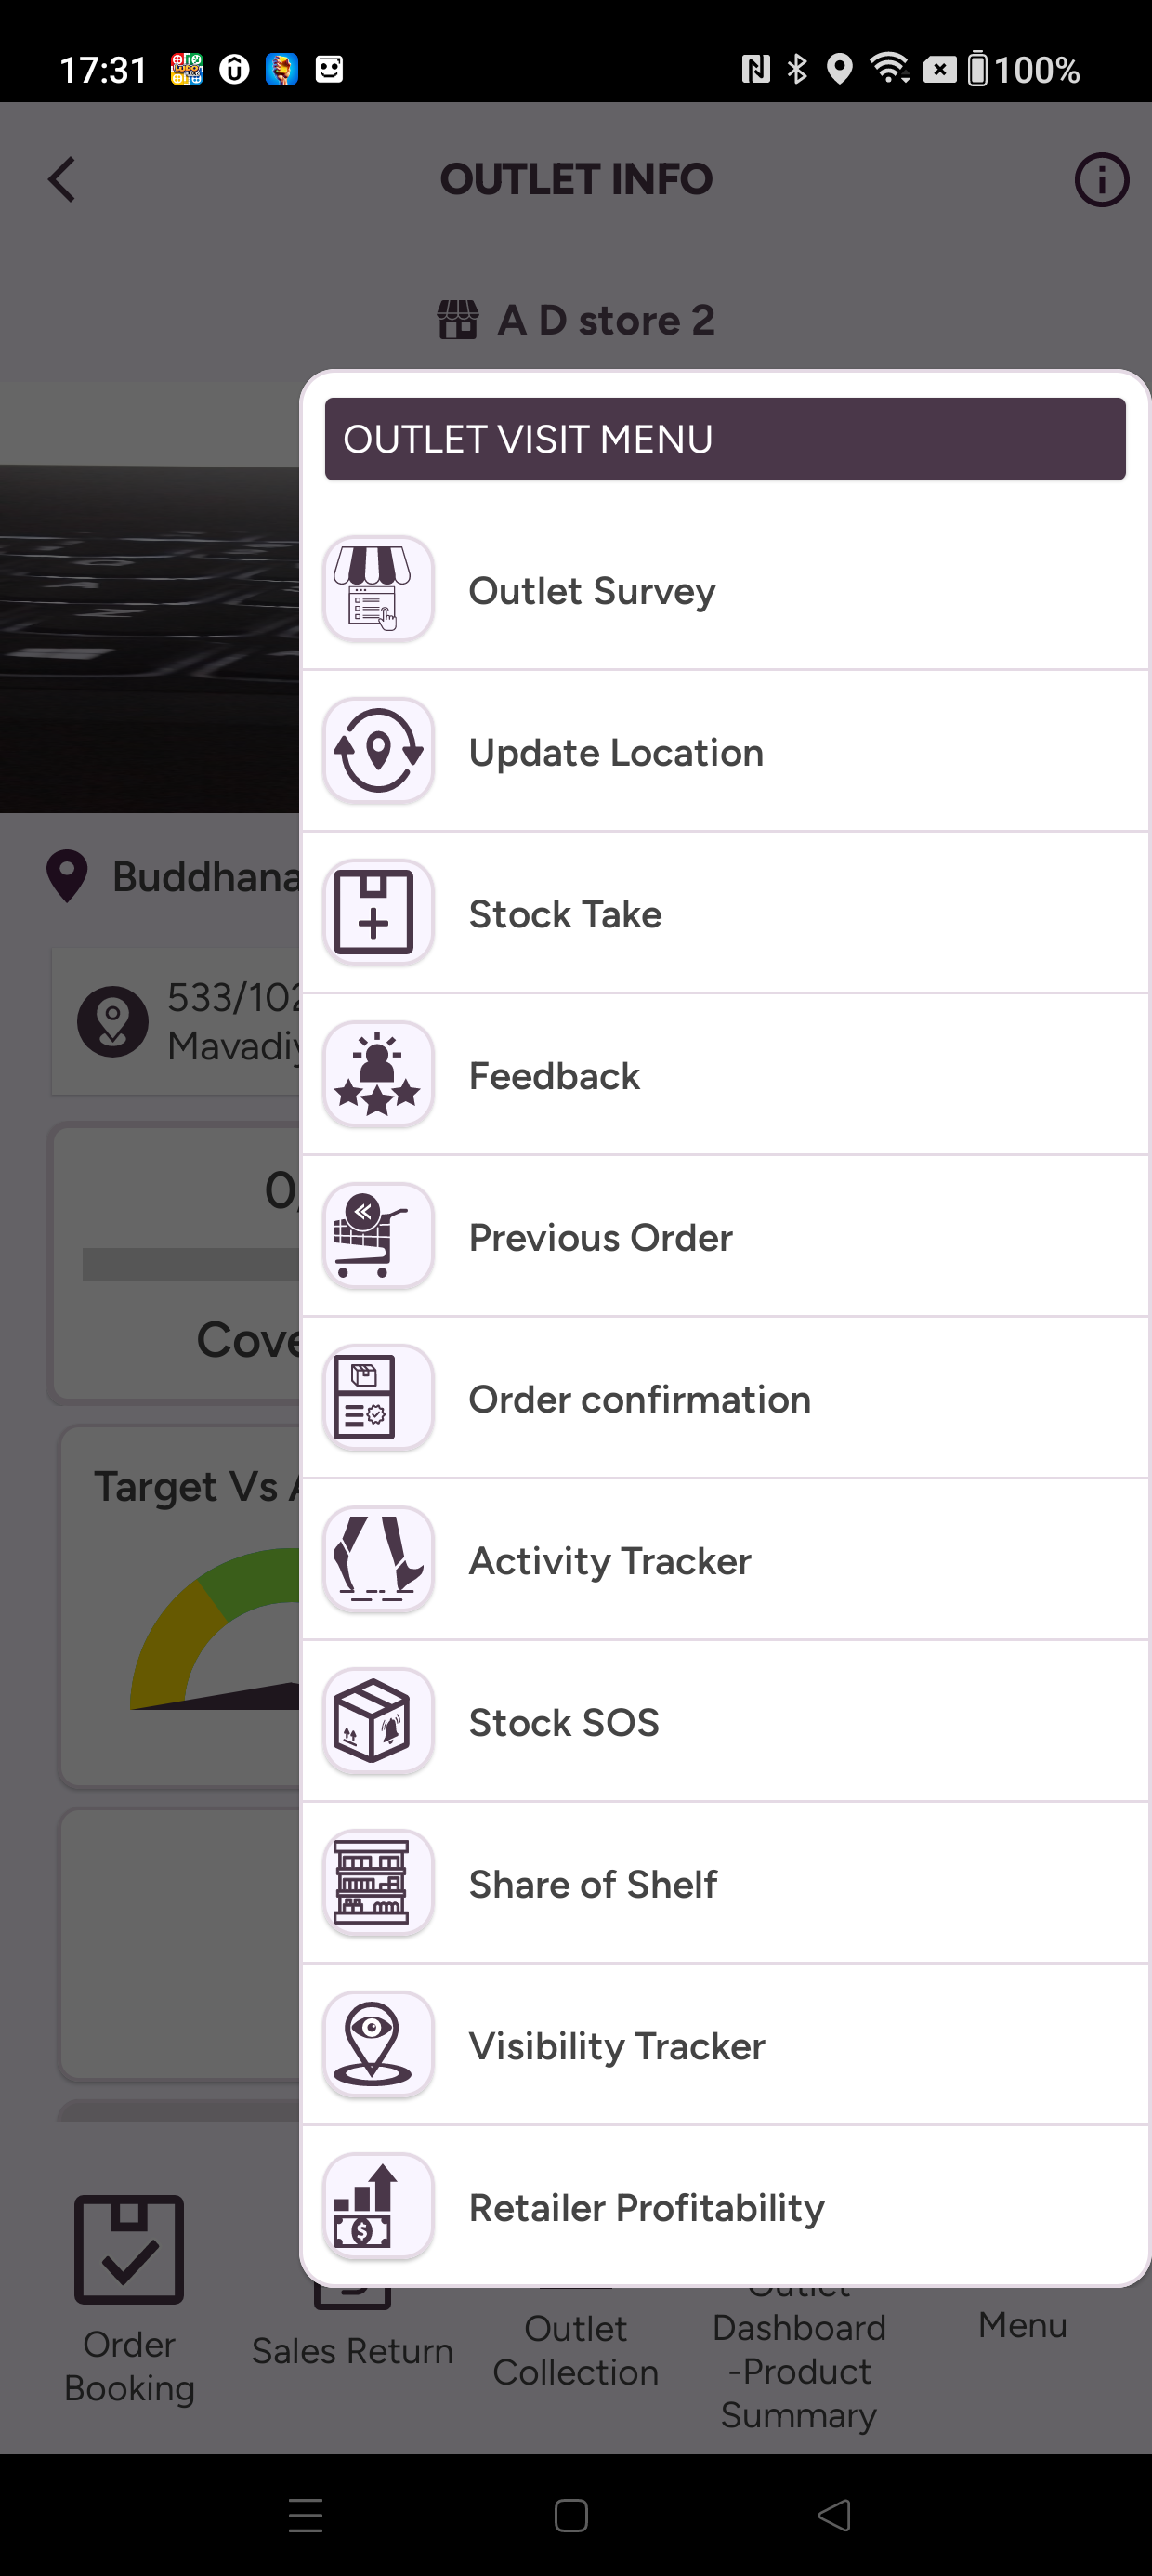 17:31
100%
OUTLET INFO
A D store 2
OUTLET VISIT MENU
Outlet Survey
Update Location
Stock Take
Buddhana
Feedback
533/102
Mavadiy
Previous Order
0/
Cove
Order confirmation
Target Vs A
Activity Tracker
Stock SOS
Share of Shelf
Visibility Tracker
Retailer Profitability
Order
Booking
Sales Return
Outlet
Collection
Outlet
Dashboard
-Product
Summary
Menu